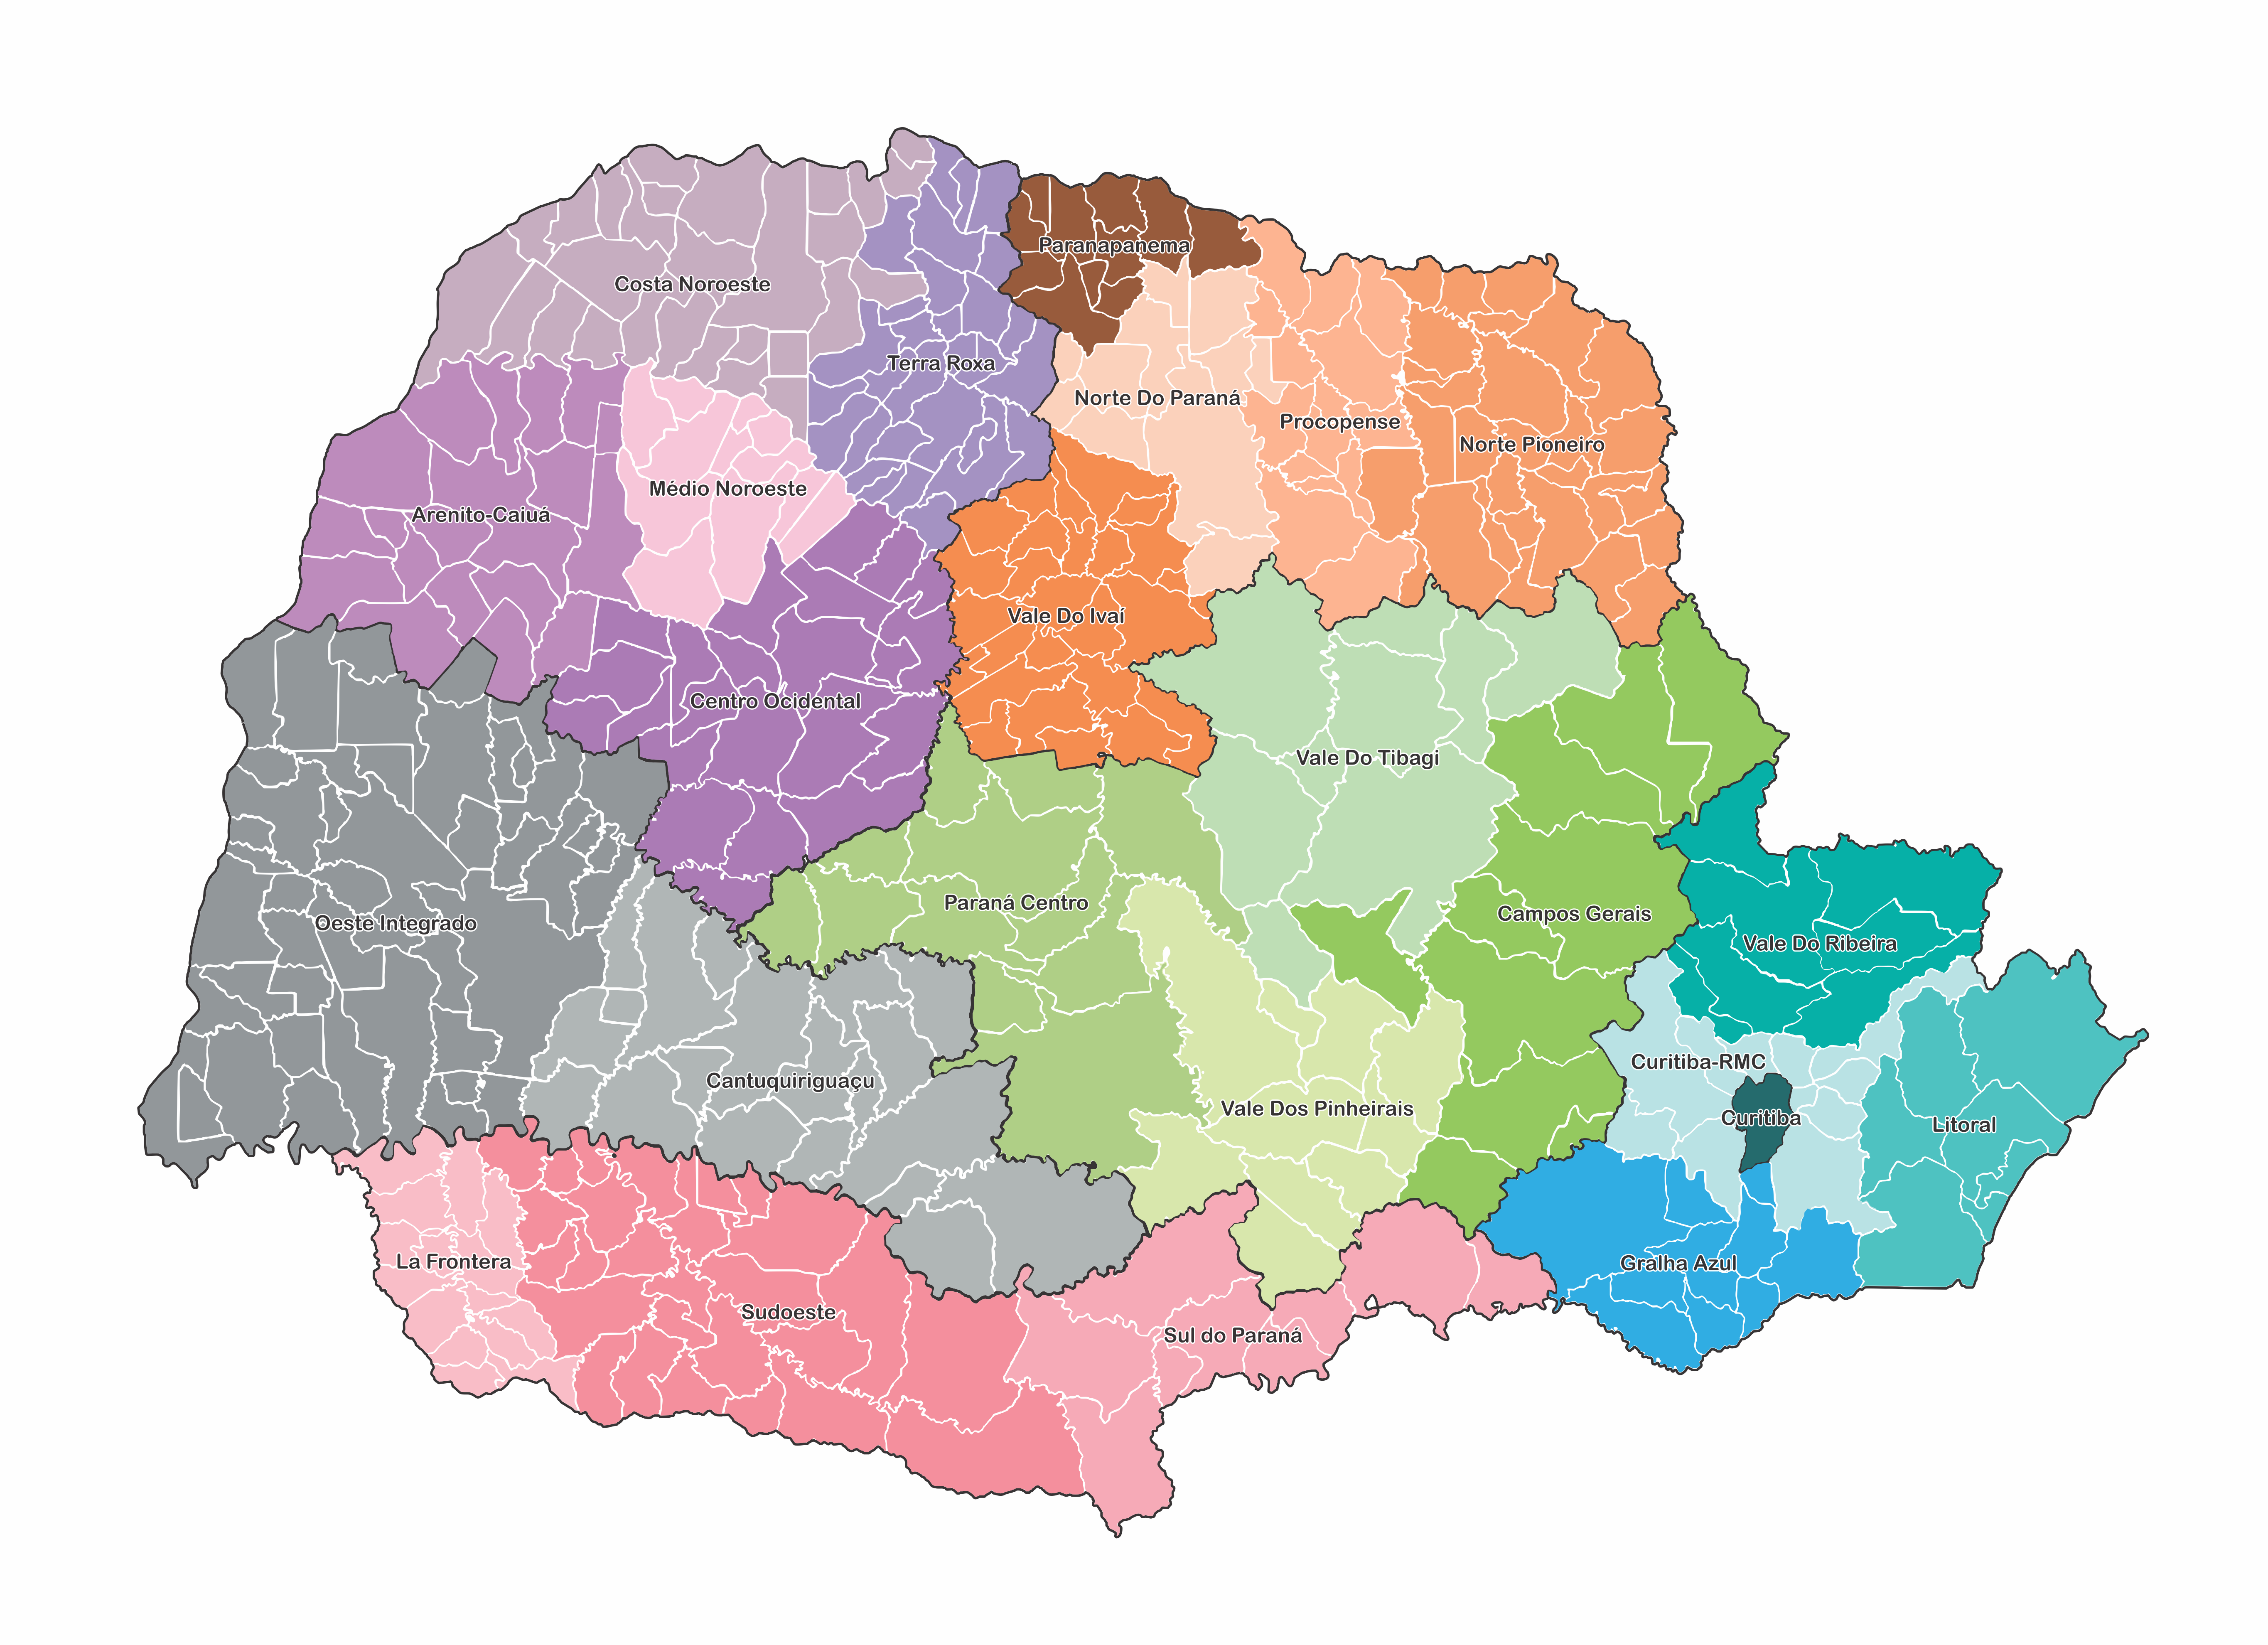 Paranapanema
Costa Noroeste
Terra Roxa
Norte Do Paraná
Procopense
Norte Pioneiro
Médio Noroeste
Arenito-Caiuá
Vale Do Ivaí
Centro Ocidental
Vale Do Tibagi
Paraná Centro
Campos Gerais
Oeste Integrado
Vale Do Ribeira
Curitiba-RMC
Cantuquiriguaçu
Vale Dos Pinheirais
Curitiba
Litoral
La Frontera
Gralha Azul
Sudoeste
Sul do Paraná